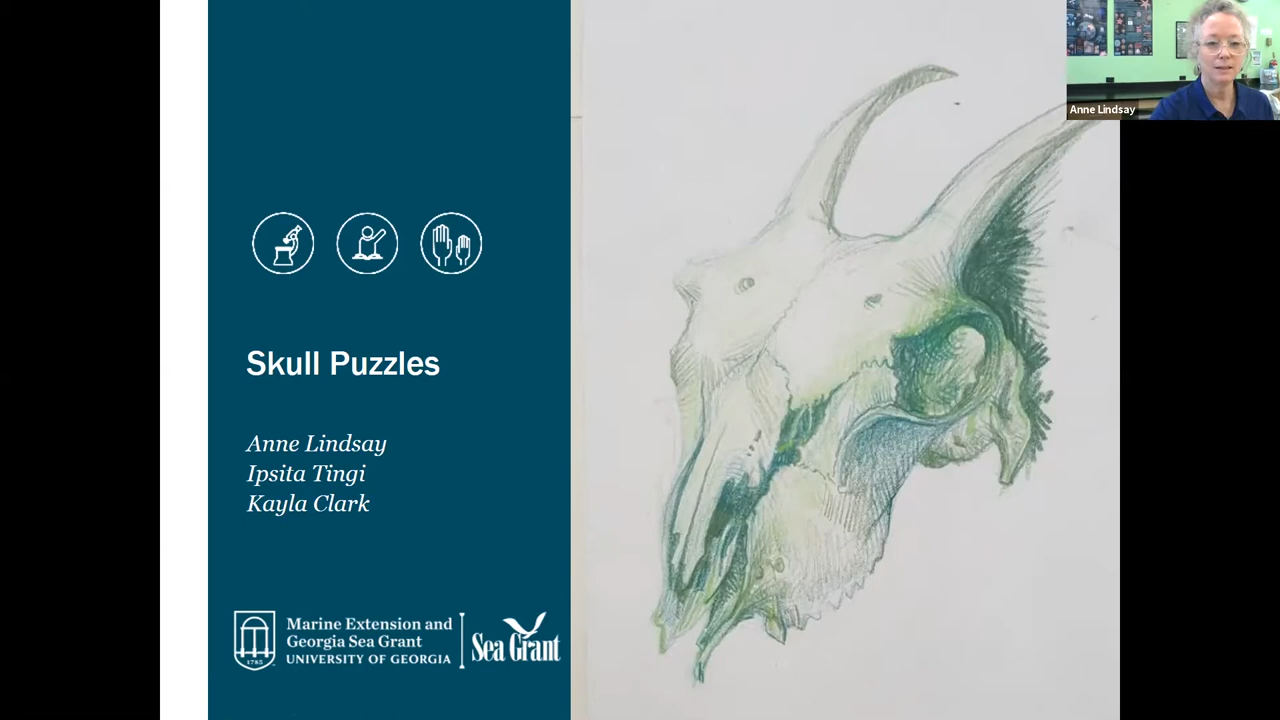 Anne Lindsay
Skull Puzzles
Anne Lindsay
Ipsita Tingi
Kayla Clark
1785
Marine Extension and
Georgia Sea Grant
UNIVERSITY OF GEORGIA
Sea Grant